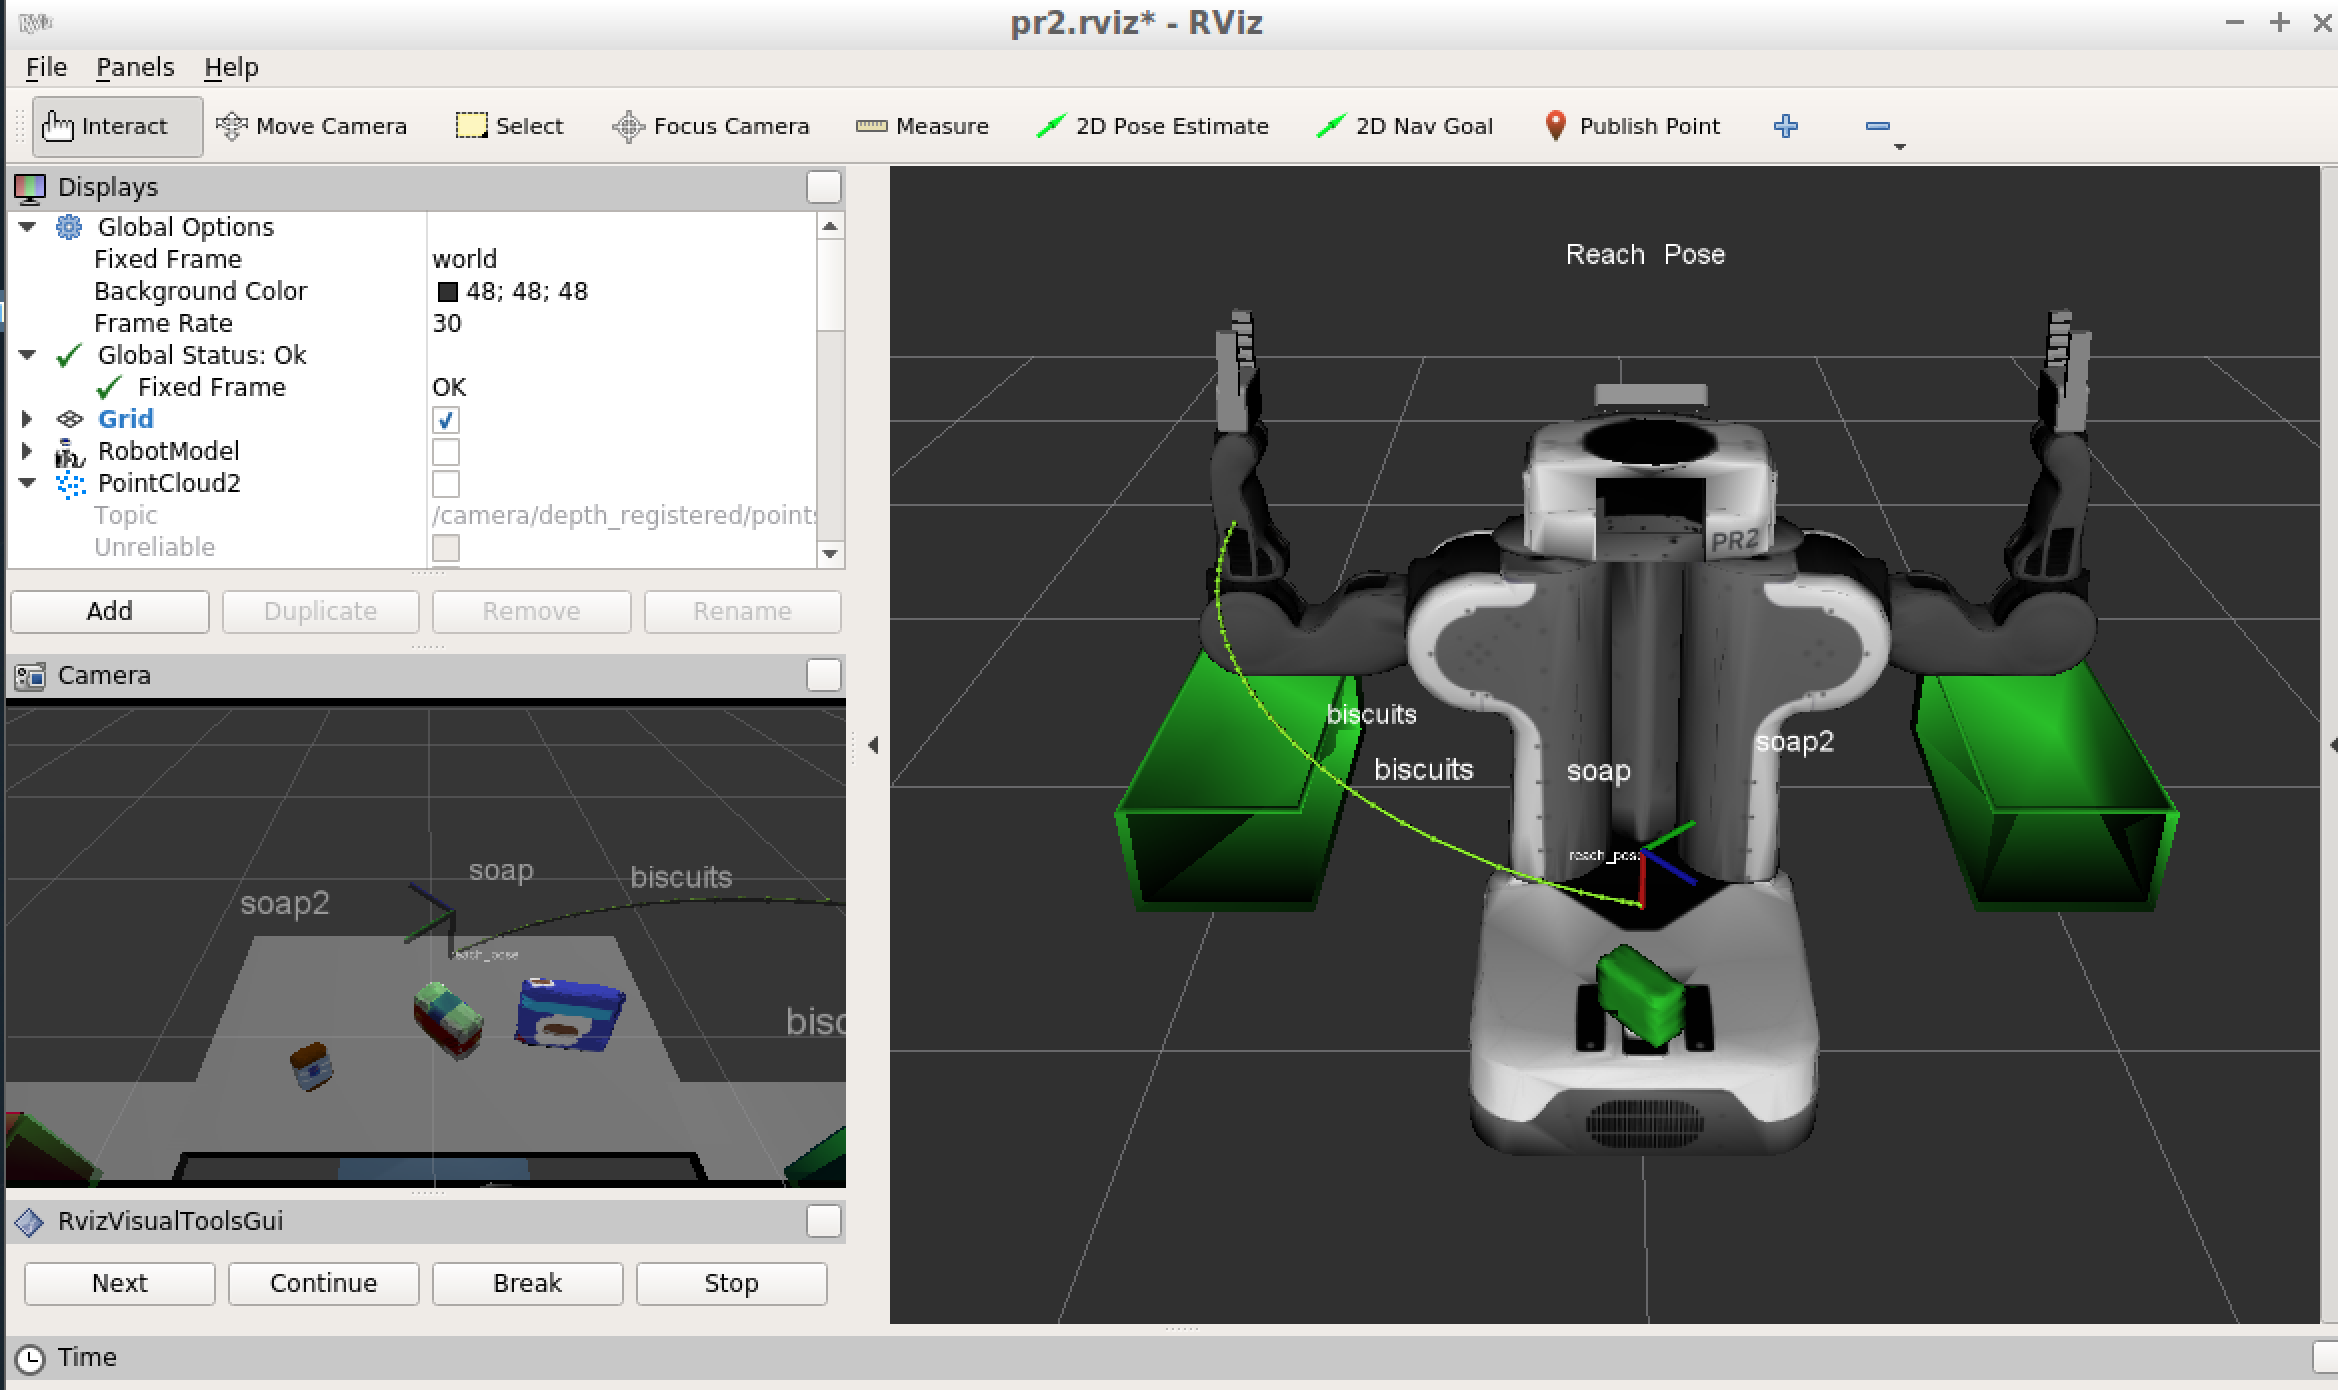 RViz
pr2.rviz* - RViz
File Panels Help
Interact Move Camera Select Focus Camera Measure 2D Pose Estimate 2D Nav Goal Publish Point
Displays
Global Options
Fixed Frame world
Background Color 48; 48; 48
Frame Rate 30
Global Status: Ok
Fixed Frame OK
Grid
RobotModel
PointCloud2
Topic /camera/depth_registered/points
Unreliable
Add Duplicate Remove Rename
Camera
soap
biscuits
soap2
reach_pose
bisc
RvizVisualToolsGui
Next Continue Break Stop
Time
Reach Pose
PR2
biscuits
soap2
biscuits
soap
reach_pose